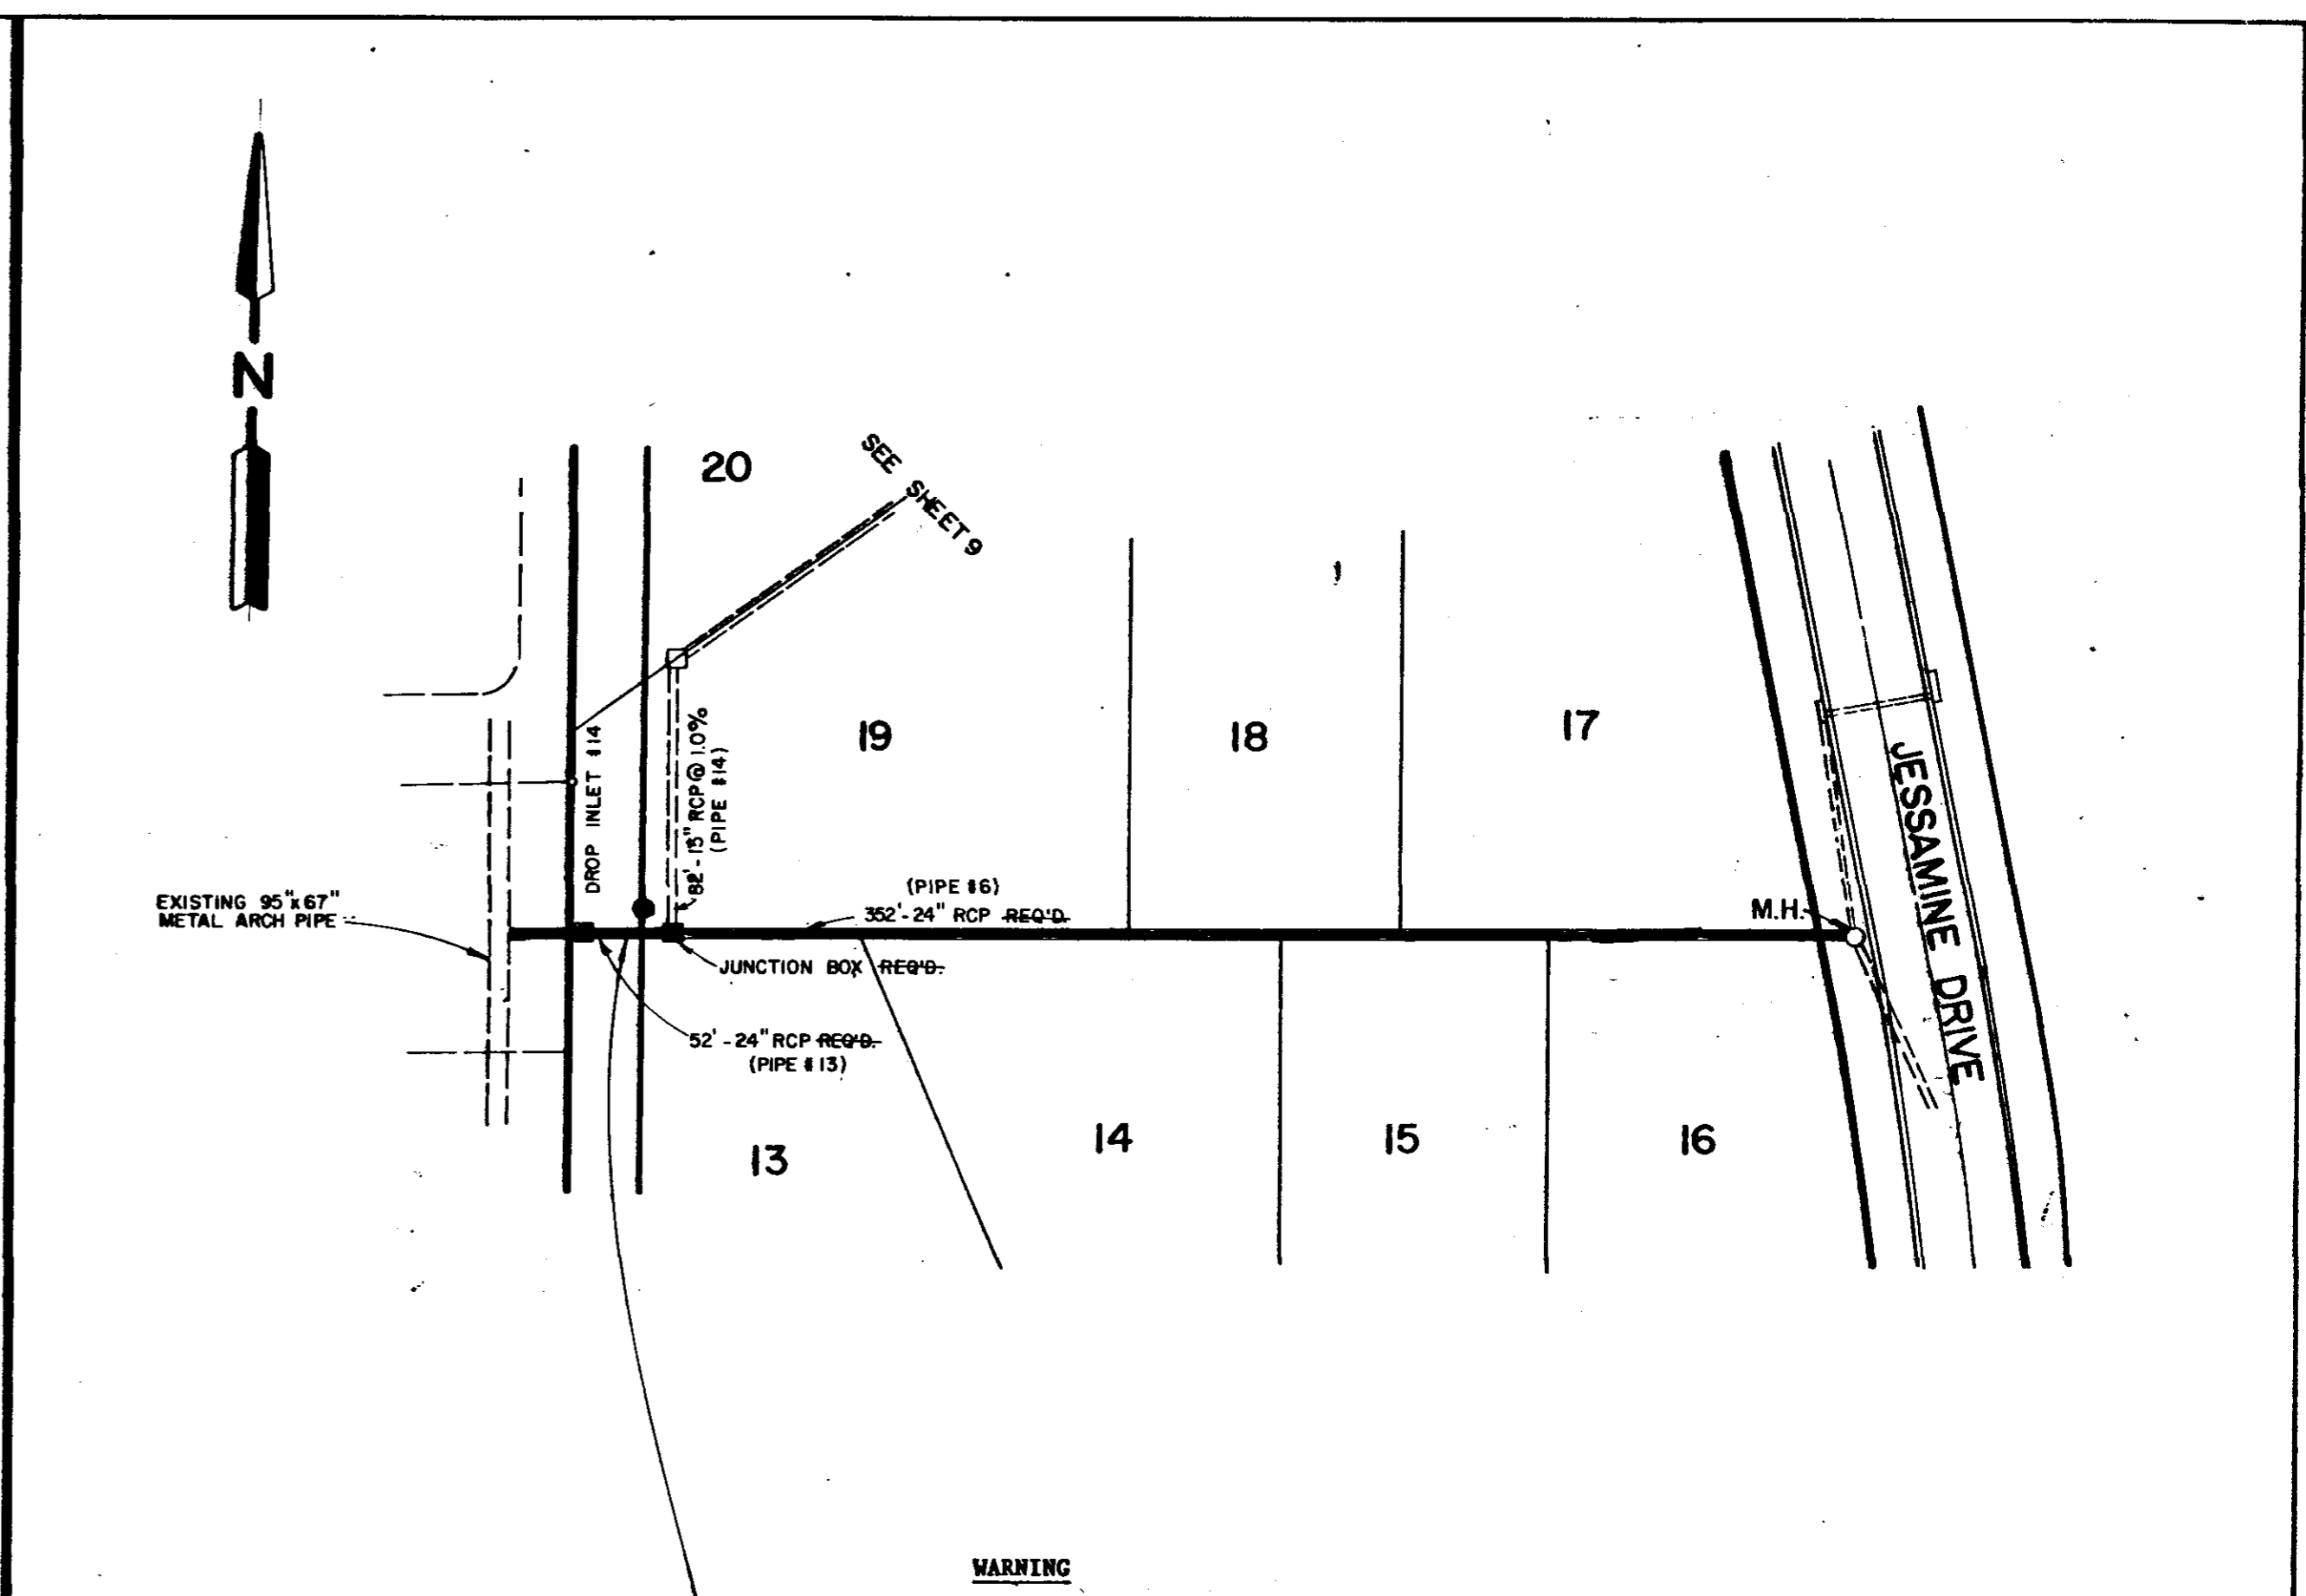 N
20
SEE SHEET 9
DROP INLET #14
82'-15" RCP @ 1.0%
(PIPE #14)
19
18
17
JESSAMINE DRIVE
EXISTING 95"x67"
METAL ARCH PIPE
(PIPE #6)
352'-24" RCP REQ'D.
M.H.
JUNCTION BOX REQ'D.
52'-24" RCP REQ'D.
(PIPE #13)
13
14
15
16
WARNING